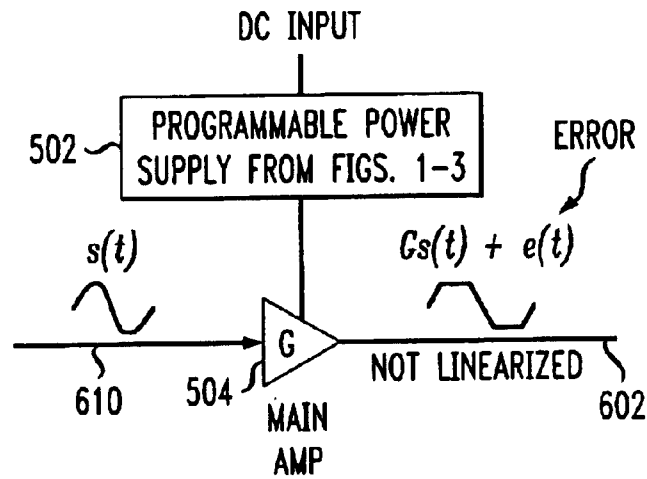 DC INPUT
502
PROGRAMMABLE POWER
SUPPLY FROM FIGS. 1-3
ERROR
s(t)
Gs(t) + e(t)
G
610
504
NOT LINEARIZED
602
MAIN
AMP